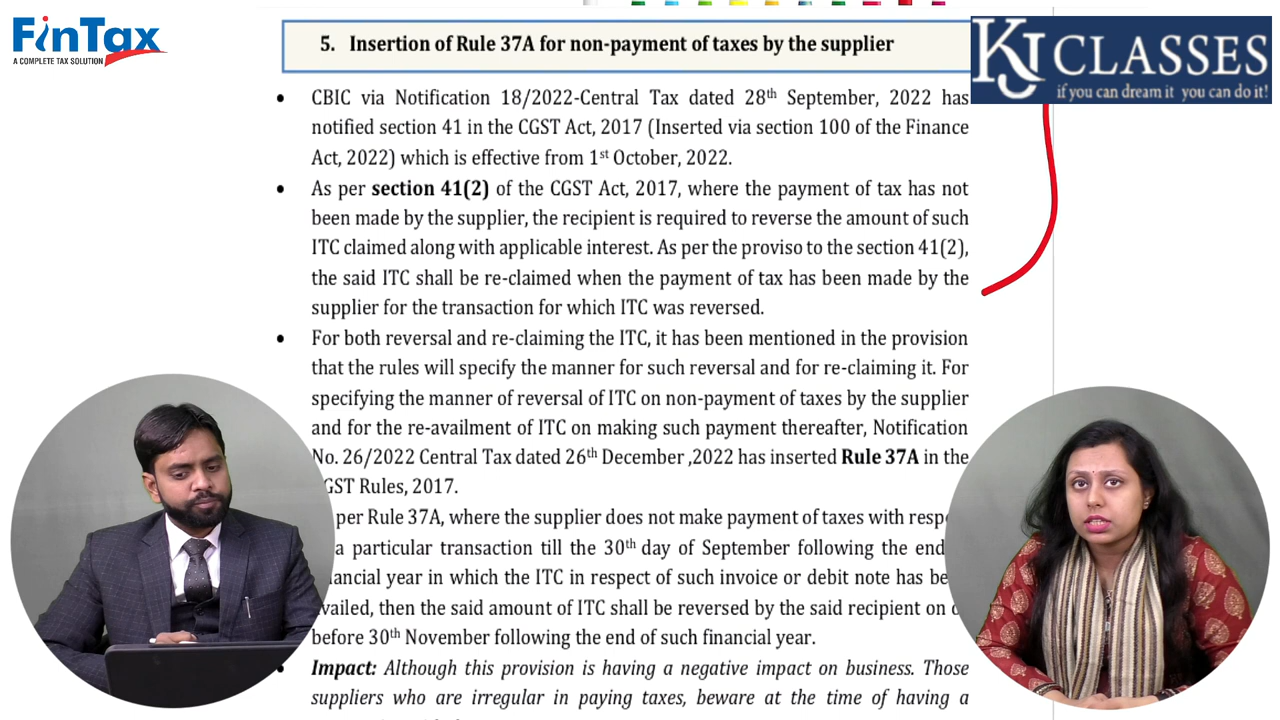 FinTax
A COMPLETE TAX SOLUTION
KJ CLASSES
if you can dream it you can do it!
5. Insertion of Rule 37A for non-payment of taxes by the supplier
• CBIC via Notification 18/2022-Central Tax dated 28th September, 2022 has
notified section 41 in the CGST Act, 2017 (Inserted via section 100 of the Finance
Act, 2022) which is effective from 1st October, 2022.
• As per section 41(2) of the CGST Act, 2017, where the payment of tax has not
been made by the supplier, the recipient is required to reverse the amount of such
ITC claimed along with applicable interest. As per the proviso to the section 41(2),
the said ITC shall be re-claimed when the payment of tax has been made by the
supplier for the transaction for which ITC was reversed.
• For both reversal and re-claiming the ITC, it has been mentioned in the provision
that the rules will specify the manner for such reversal and for re-claiming it. For
specifying the manner of reversal of ITC on non-payment of taxes by the supplier
and for the re-availment of ITC on making such payment thereafter, Notification
No. 26/2022 Central Tax dated 26th December ,2022 has inserted Rule 37A in the
GST Rules, 2017.
per Rule 37A, where the supplier does not make payment of taxes with
a particular transaction till the 30th day of September following the end
year in which the ITC in respect of such invoice or debit note has
then the said amount of ITC shall be reversed by the said recipient on
before 30th November following the end of such financial year.
• Impact: Although this provision is having a negative impact on business. Those
suppliers who are irregular in paying taxes, beware at the time of having a